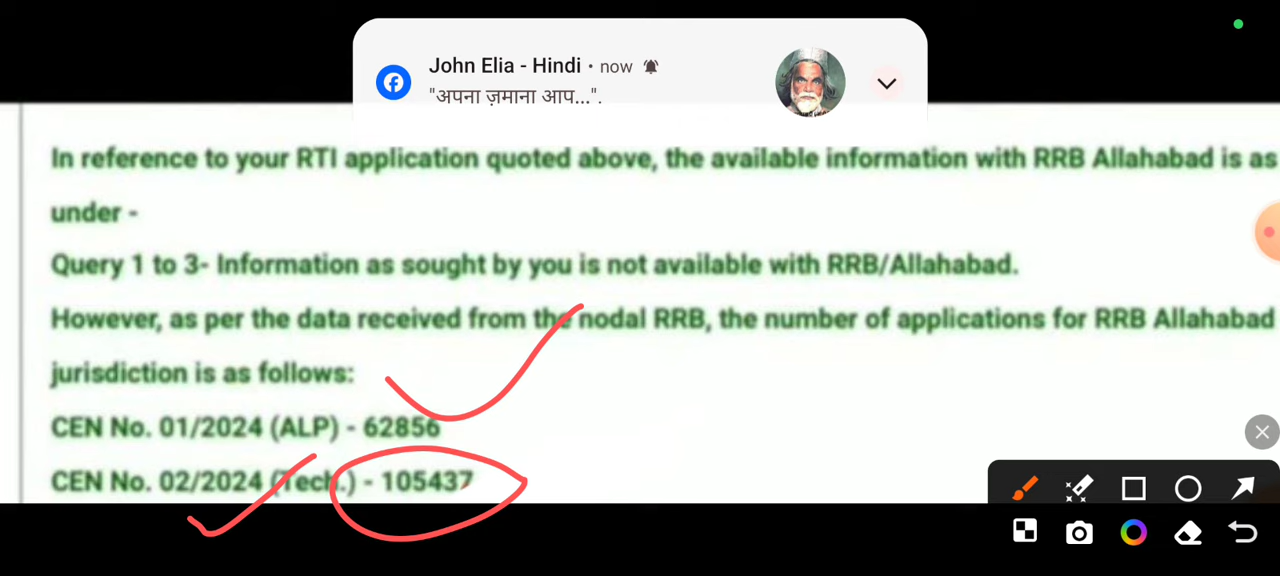 John Elia - Hindi • now
"अपना ज़माना आप...".
In reference to your RTI application quoted above, the available information with RRB Allahabad is as
under -
Query 1 to 3- Information as sought by you is not available with RRB/Allahabad.
However, as per the data received from the nodal RRB, the number of applications for RRB Allahabad
jurisdiction is as follows:
CEN No. 01/2024 (ALP) - 62856
CEN No. 02/2024 (Tech.) - 105437